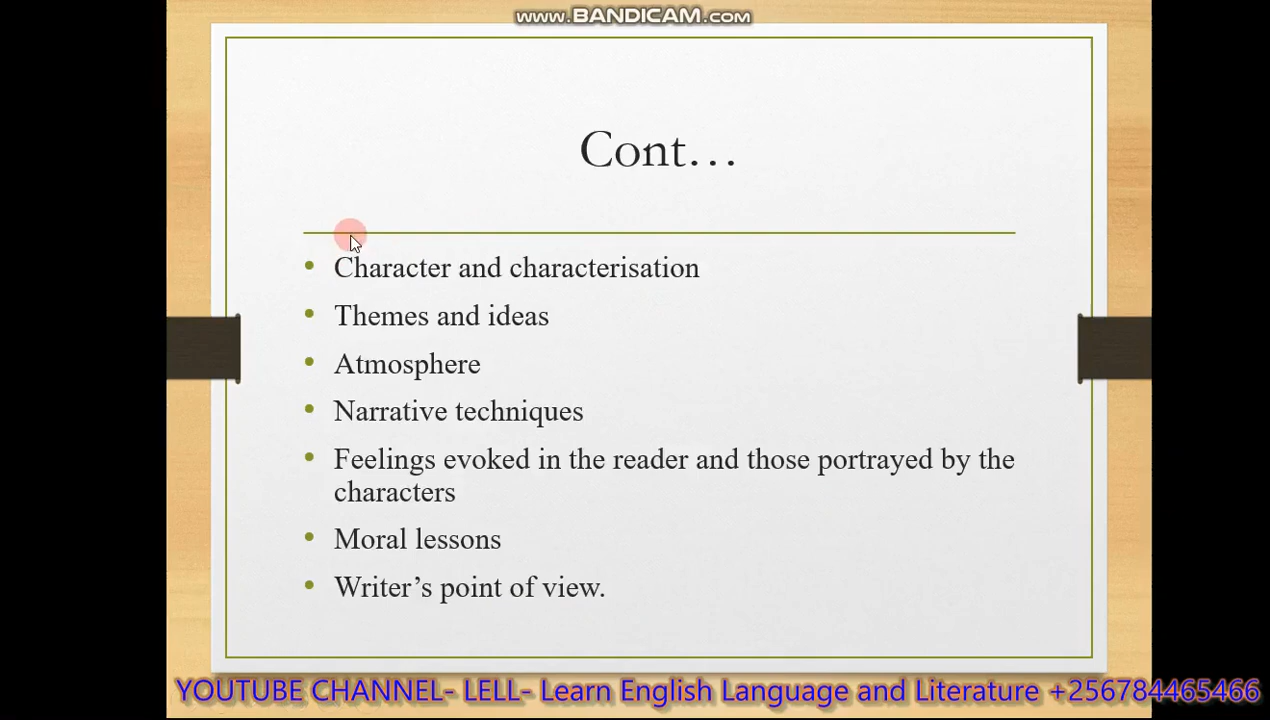 www.BANDICAM.com
Cont…
• Character and characterisation
• Themes and ideas
• Atmosphere
• Narrative techniques
• Feelings evoked in the reader and those portrayed by the
characters
• Moral lessons
• Writer’s point of view.
YOUTUBE CHANNEL- LELL- Learn English Language and Literature +256784465466